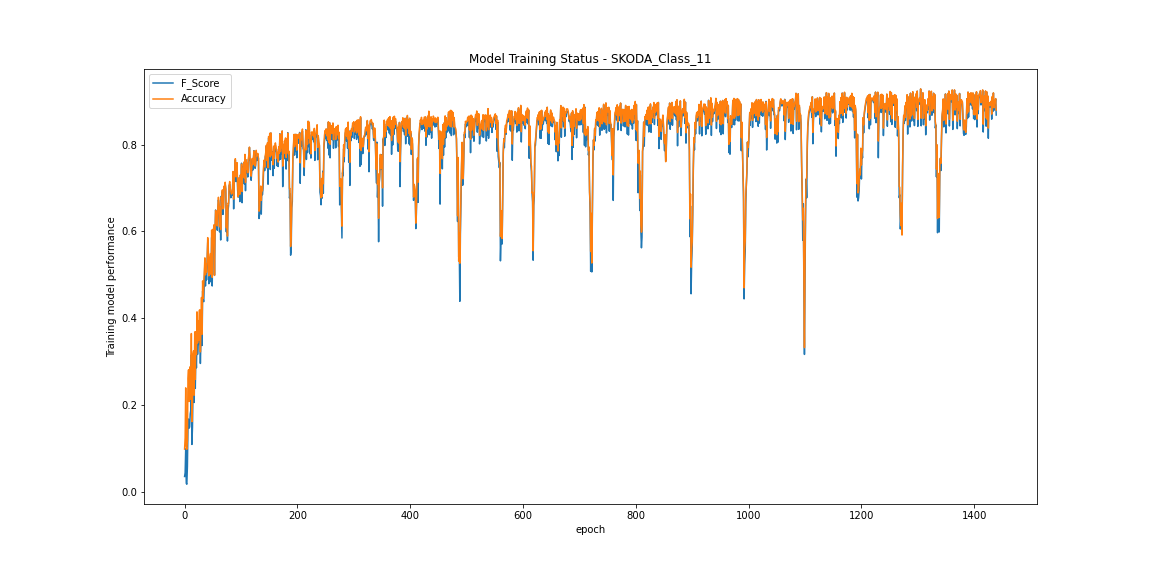 Model Training Status - SKODA_Class_11
F_Score
Accuracy
Training model performance
0.8
0.6
0.4
0.2
0.0
0 200 400 600 800 1000 1200 1400
epoch